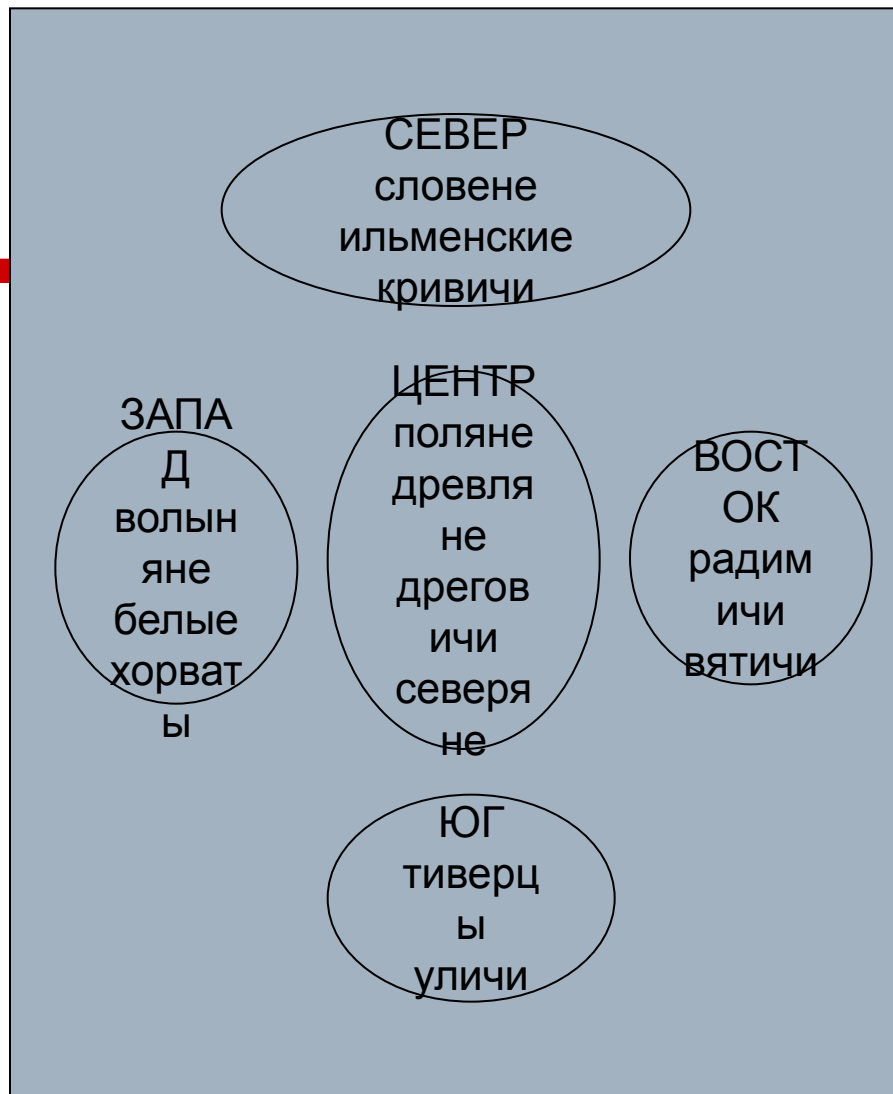 СЕВЕР
словене
ильменские
кривичи
ЗАПА
Д
волын
яне
белые
хорват
ы
ЦЕНТР
поляне
древля
не
дрегов
ичи
северя
не
ВОСТ
ОК
радим
ичи
вятичи
ЮГ
тиверц
ы
уличи